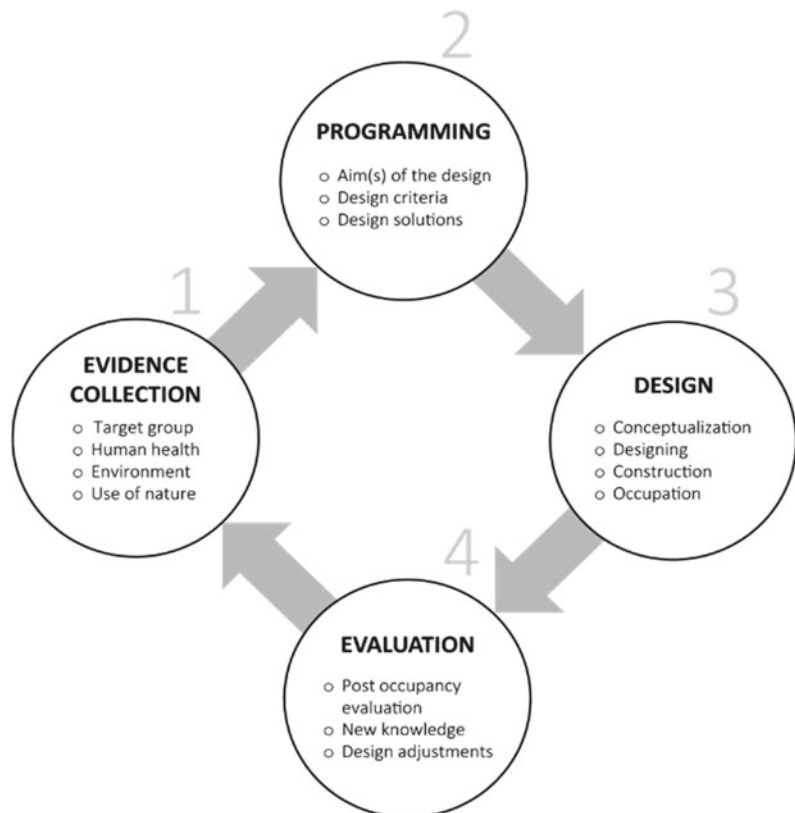 1
EVIDENCE
COLLECTION
o Target group
o Human health
o Environment
o Use of nature
2
PROGRAMMING
o Aim(s) of the design
o Design criteria
o Design solutions
3
DESIGN
o Conceptualization
o Designing
o Construction
o Occupation
4
EVALUATION
o Post occupancy
evaluation
o New knowledge
o Design adjustments